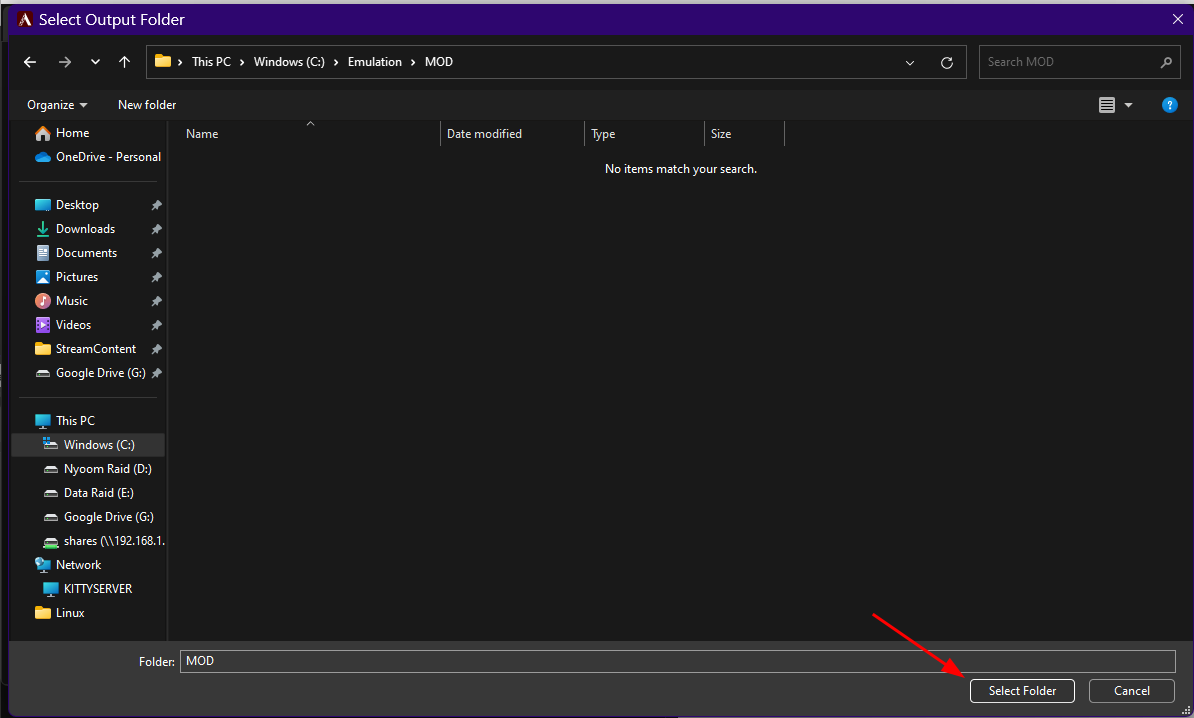 Select Output Folder
This PC > Windows (C:) > Emulation > MOD
Search MOD
Organize
New folder
?
Name
Date modified
Type
Size
No items match your search.
Home
OneDrive - Personal
Desktop
Downloads
Documents
Pictures
Music
Videos
StreamContent
Google Drive (G:)
This PC
Windows (C:)
Nyoom Raid (D:)
Data Raid (E:)
Google Drive (G:)
shares (\\192.168.1.
Network
KITTYSERVER
Linux
Folder: MOD
Select Folder
Cancel